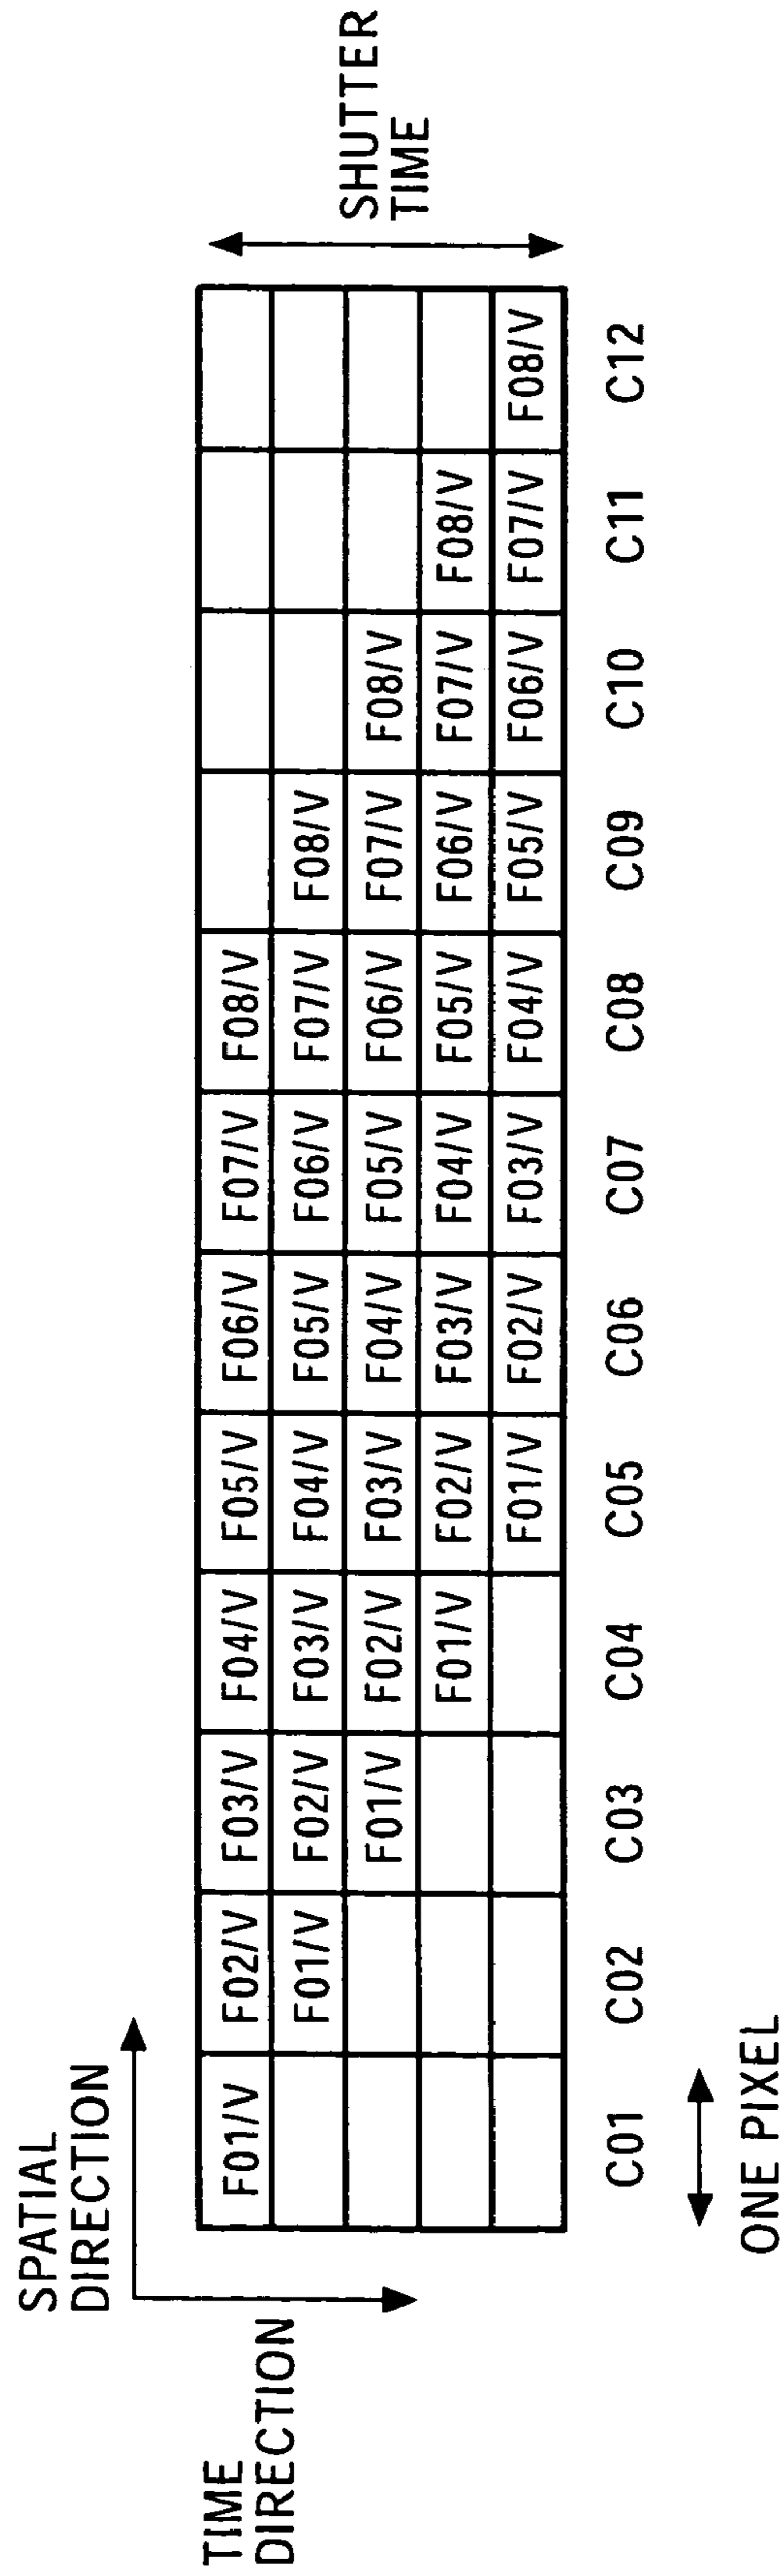 SPATIAL
DIRECTION
TIME
DIRECTION
SHUTTER
TIME
F01/V F02/V F03/V F04/V F05/V F06/V F07/V F08/V
F01/V F02/V F03/V F04/V F05/V F06/V F07/V F08/V
F01/V F02/V F03/V F04/V F05/V F06/V F07/V F08/V
F01/V F02/V F03/V F04/V F05/V F06/V F07/V F08/V
F01/V F02/V F03/V F04/V F05/V F06/V F07/V F08/V
C01 C02 C03 C04 C05 C06 C07 C08 C09 C10 C11 C12
ONE PIXEL